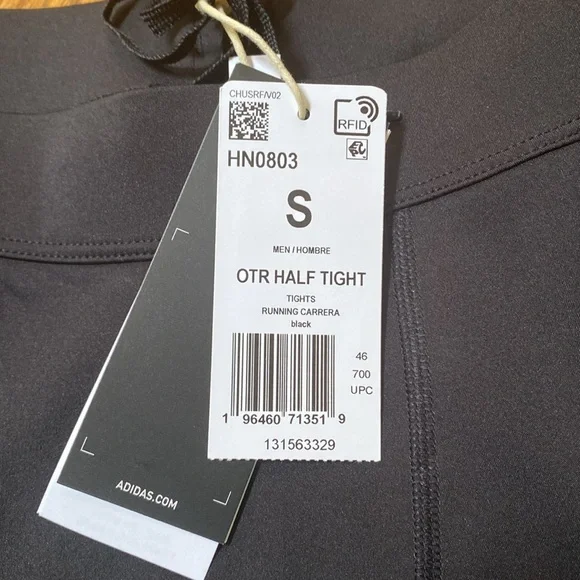 CHUSRF/V02
RFID
HN0803
S
MEN / HOMBRE
OTR HALF TIGHT
TIGHTS
RUNNING CARRERA
black
46
700
UPC
1 96460 71351 9
131563329
ADIDAS.COM